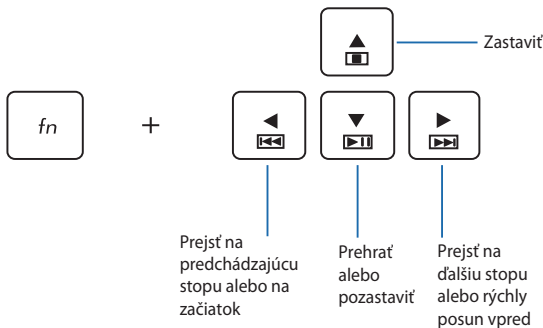 Zastaviť
fn
+
Prejsť na
predchádzajúcu
stopu alebo na
začiatok
Prehrať
alebo
pozastaviť
Prejsť na
ďalšiu stopu
alebo rýchly
posun vpred